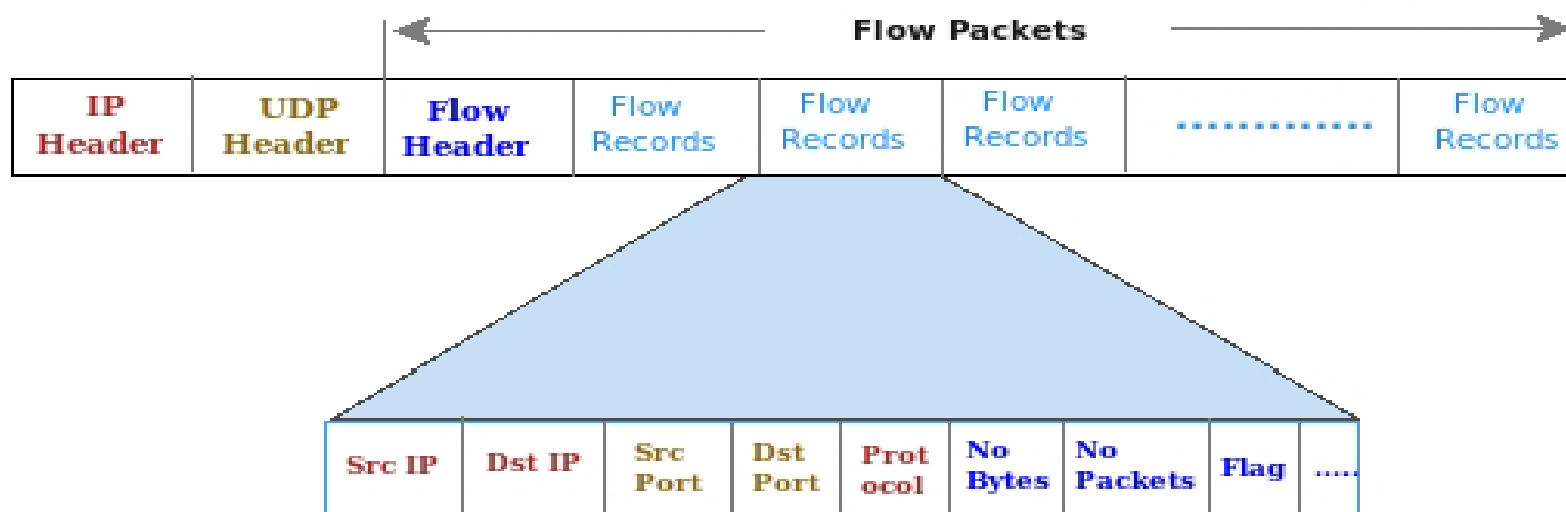 Flow Packets
IP
Header
UDP
Header
Flow
Header
Flow
Records
Flow
Records
Flow
Records
.............
Flow
Records
Src IP
Dst IP
Src
Port
Dst
Port
Prot
ocol
No
Bytes
No
Packets
Flag
.....